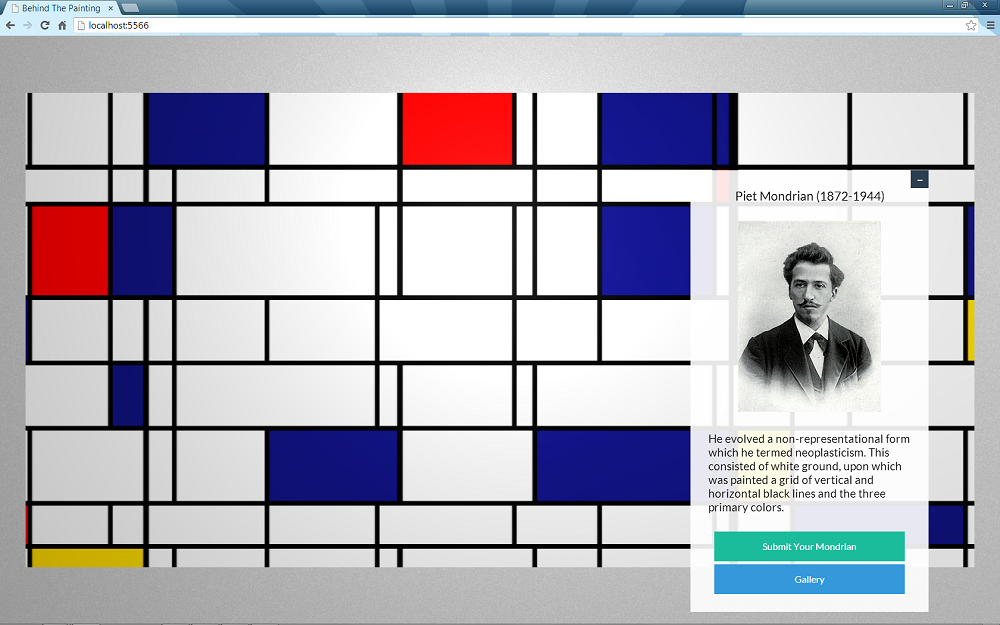 Behind The Painting
localhost:5566
Piet Mondrian (1872-1944)
He evolved a non-representational form
which he termed neoplasticism. This
consisted of white ground, upon which
was painted a grid of vertical and
horizontal black lines and the three
primary colors.
Submit Your Mondrian
Gallery